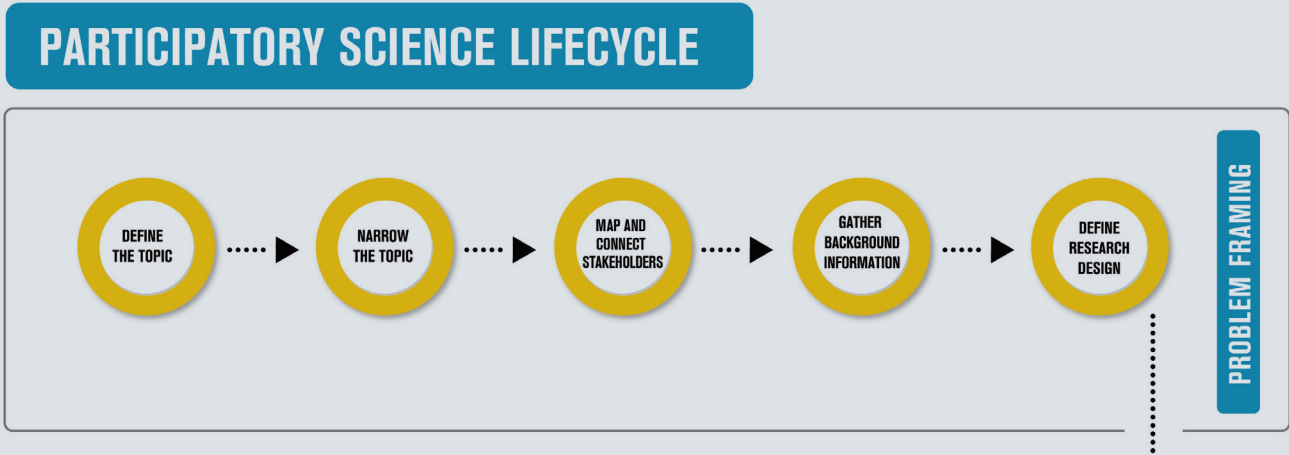 PARTICIPATORY SCIENCE LIFECYCLE
DEFINE
THE TOPIC
NARROW
THE TOPIC
MAP AND
CONNECT
STAKEHOLDERS
GATHER
BACKGROUND
INFORMATION
DEFINE
RESEARCH
DESIGN
PROBLEM FRAMING